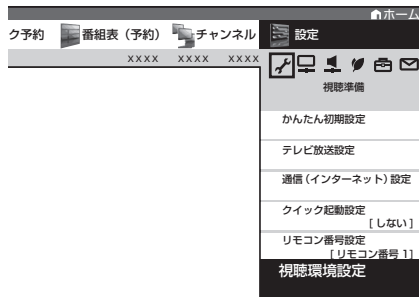 ホーム
ク予約 番組表（予約） チャンネル 設定
xxxx xxxx xxxx
視聴準備
かんたん初期設定
テレビ放送設定
通信（インターネット）設定
クイック起動設定
［しない］
リモコン番号設定
［リモコン番号 1］
視聴環境設定